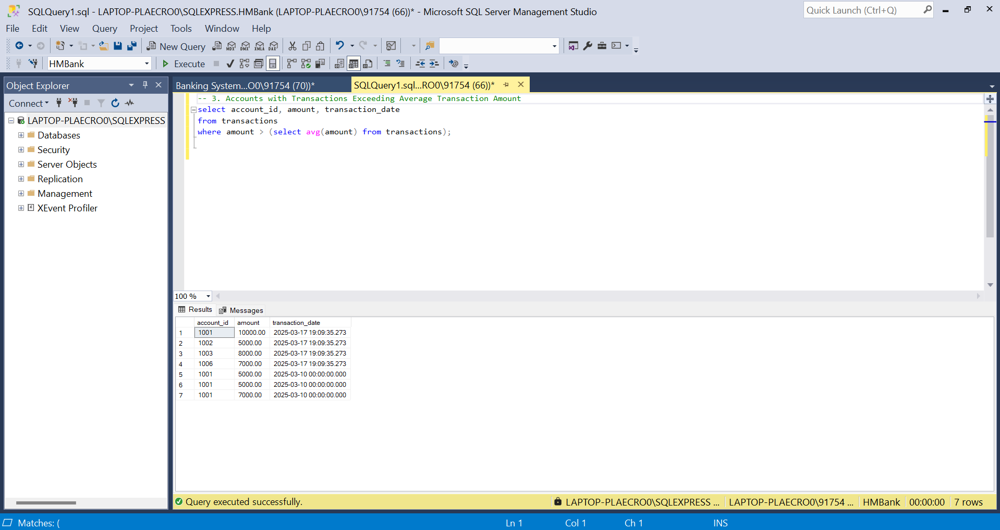 SQLQuery1.sql - LAPTOP-PLAECRO0\SQLEXPRESS.HMBank (LAPTOP-PLAECRO0\91754 (66))* - Microsoft SQL Server Management Studio
Quick Launch (Ctrl+Q)
File Edit View Query Project Tools Window Help
New Query MDX DMX XMLA DAX
HMBank Execute
Object Explorer
Banking System...O0\91754 (70))*
SQLQuery1.sql...RO0\91754 (66))*
Connect
LAPTOP-PLAECRO0\SQLEXPRESS
Databases
Security
Server Objects
Replication
Management
XEvent Profiler
-- 3. Accounts with Transactions Exceeding Average Transaction Amount
select account_id, amount, transaction_date
from transactions
where amount > (select avg(amount) from transactions);
100 %
Results Messages
account_id amount transaction_date
1 1001 10000.00 2025-03-17 19:09:35.273
2 1002 5000.00 2025-03-17 19:09:35.273
3 1003 8000.00 2025-03-17 19:09:35.273
4 1006 7000.00 2025-03-17 19:09:35.273
5 1001 5000.00 2025-03-10 00:00:00.000
6 1001 5000.00 2025-03-10 00:00:00.000
7 1001 7000.00 2025-03-10 00:00:00.000
Query executed successfully.
LAPTOP-PLAECRO0\SQLEXPRESS ... LAPTOP-PLAECRO0\91754 ... HMBank 00:00:00 7 rows
Matches: ( Ln 1 Col 1 Ch 1 INS